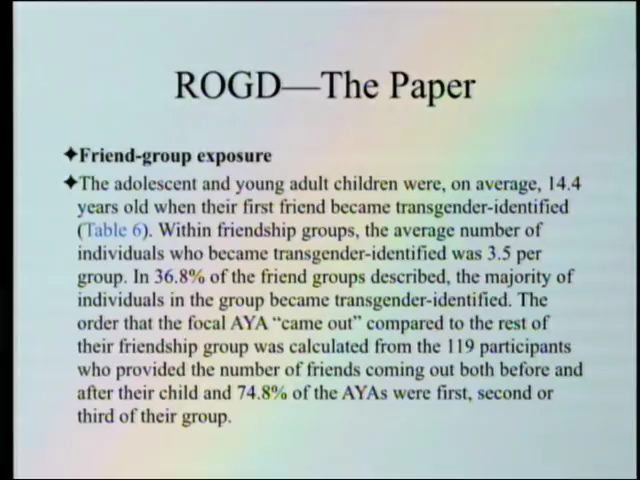 ROGD—The Paper
✦Friend-group exposure
✦The adolescent and young adult children were, on average, 14.4
years old when their first friend became transgender-identified
(Table 6). Within friendship groups, the average number of
individuals who became transgender-identified was 3.5 per
group. In 36.8% of the friend groups described, the majority of
individuals in the group became transgender-identified. The
order that the focal AYA “came out” compared to the rest of
their friendship group was calculated from the 119 participants
who provided the number of friends coming out both before and
after their child and 74.8% of the AYAs were first, second or
third of their group.